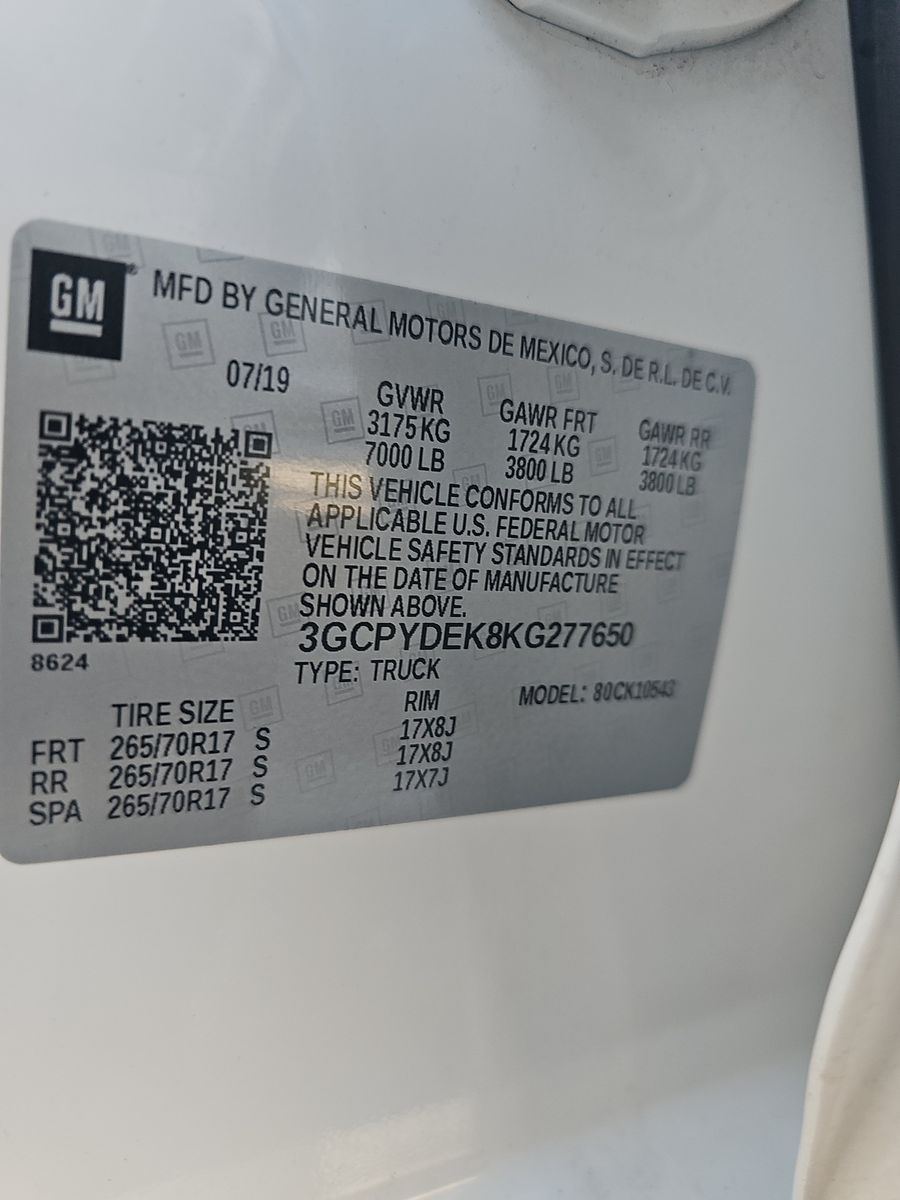 GM
MFD BY GENERAL MOTORS DE MEXICO, S. DE R.L. DE C.V.
07/19
GVWR GAWR FRT GAWR RR
3175 KG 1724 KG 1724 KG
7000 LB 3800 LB 3800 LB
THIS VEHICLE CONFORMS TO ALL
APPLICABLE U.S. FEDERAL MOTOR
VEHICLE SAFETY STANDARDS IN EFFECT
ON THE DATE OF MANUFACTURE
SHOWN ABOVE.
3GCPYDEK8KG277650
8624
TYPE: TRUCK
MODEL: 80CK10543
TIRE SIZE RIM
FRT 265/70R17 S 17X8J
RR 265/70R17 S 17X8J
SPA 265/70R17 S 17X7J